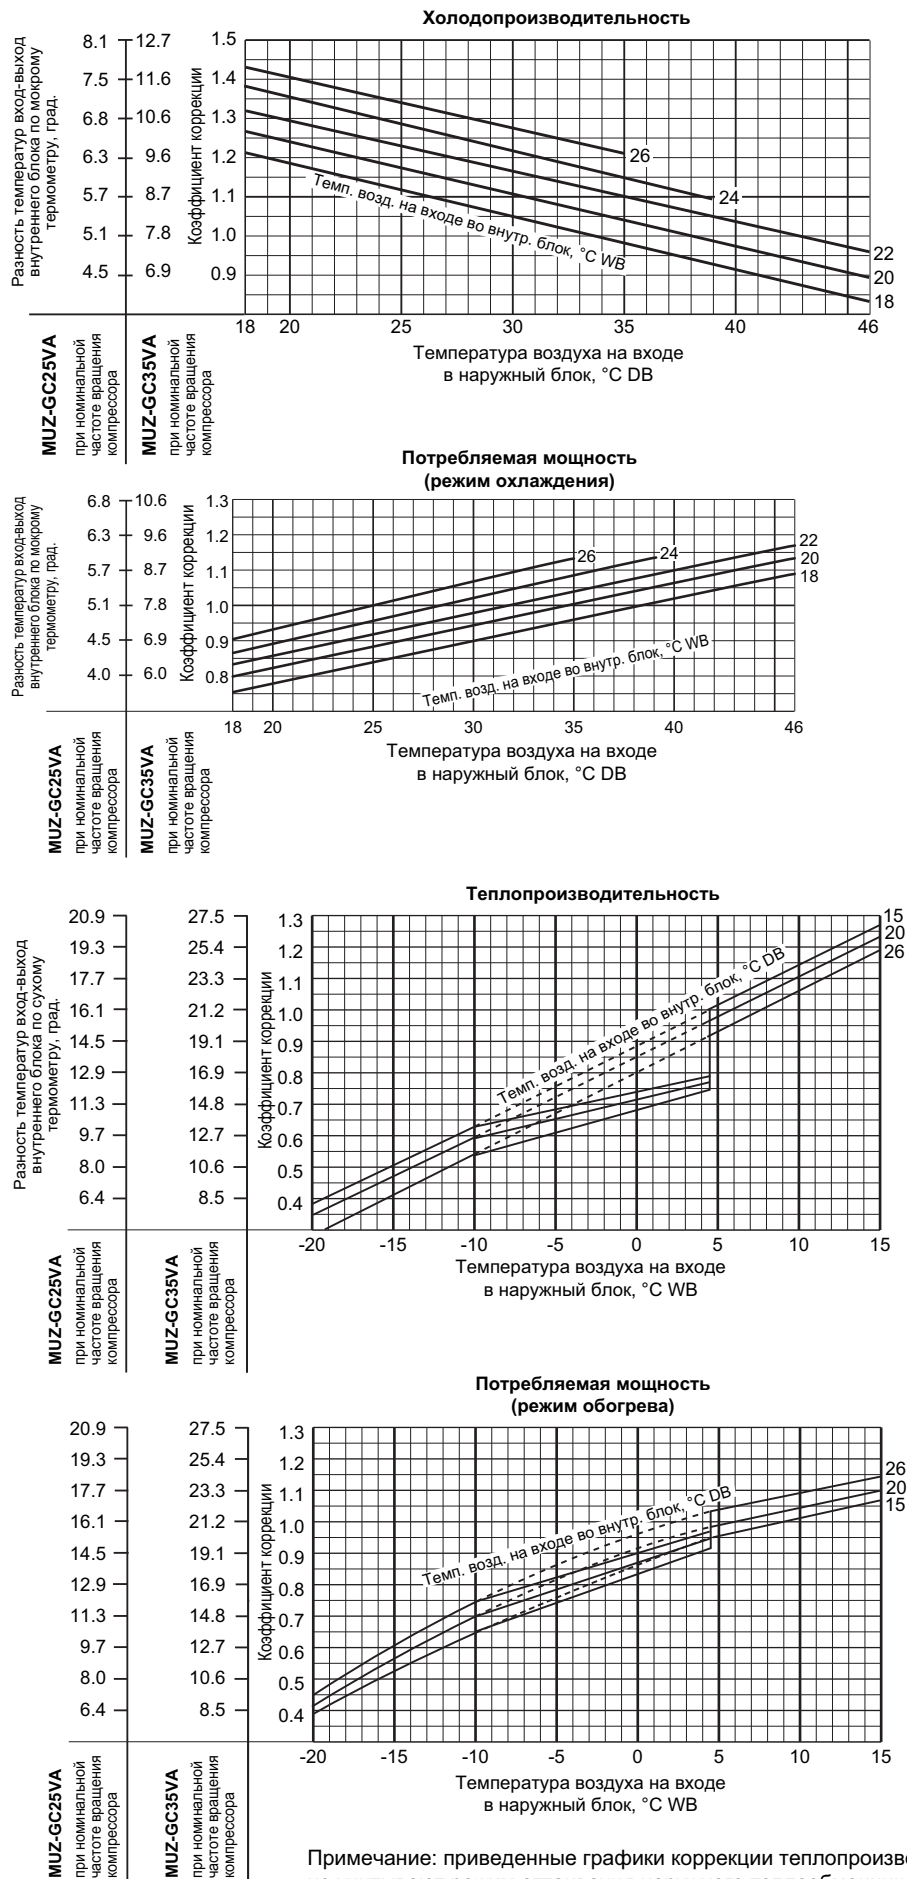 Холодопроизводительность
Разность температур вход-выход
внутреннего блока по мокрому
термометру, град.
8.1 12.7 1.5
7.5 11.6 1.4
6.8 10.6 1.3
6.3 9.6 1.2
5.7 8.7 1.1
5.1 7.8 1.0
4.5 6.9 0.9
Коэффициент коррекции
26
24
22
20
18
Темп. возд. на входе во внутр. блок, °C WB
18 20 25 30 35 40 46
Температура воздуха на входе
в наружный блок, °C DB
MUZ-GC25VA
при номинальной
частоте вращения
компрессора
MUZ-GC35VA
при номинальной
частоте вращения
компрессора
Потребляемая мощность
(режим охлаждения)
Разность температур вход-выход
внутреннего блока по мокрому
термометру, град.
6.8 10.6 1.3
6.3 9.6 1.2
5.7 8.7 1.1
5.1 7.8 1.0
4.5 6.9 0.9
4.0 6.0 0.8
Коэффициент коррекции
26
24
22
20
18
Темп. возд. на входе во внутр. блок, °C WB
18 20 25 30 35 40 46
Температура воздуха на входе
в наружный блок, °C DB
MUZ-GC25VA
при номинальной
частоте вращения
компрессора
MUZ-GC35VA
при номинальной
частоте вращения
компрессора
Теплопроизводительность
Разность температур вход-выход
внутреннего блока по сухому
термометру, град.
20.9 27.5 1.3
19.3 25.4 1.2
17.7 23.3 1.1
16.1 21.2 1.0
14.5 19.1 0.9
12.9 16.9 0.8
11.3 14.8 0.7
9.7 12.7 0.6
8.0 10.6 0.5
6.4 8.5 0.4
Коэффициент коррекции
15
20
26
Темп. возд. на входе во внутр. блок, °C DB
-20 -15 -10 -5 0 5 10 15
Температура воздуха на входе
в наружный блок, °C WB
MUZ-GC25VA
при номинальной
частоте вращения
компрессора
MUZ-GC35VA
при номинальной
частоте вращения
компрессора
Потребляемая мощность
(режим обогрева)
20.9 27.5 1.3
19.3 25.4 1.2
17.7 23.3 1.1
16.1 21.2 1.0
14.5 19.1 0.9
12.9 16.9 0.8
11.3 14.8 0.7
9.7 12.7 0.6
8.0 10.6 0.5
6.4 8.5 0.4
Коэффициент коррекции
26
20
15
Темп. возд. на входе во внутр. блок, °C DB
-20 -15 -10 -5 0 5 10 15
Температура воздуха на входе
в наружный блок, °C WB
MUZ-GC25VA
при номинальной
частоте вращения
компрессора
MUZ-GC35VA
при номинальной
частоте вращения
компрессора
Примечание: приведенные графики коррекции теплопроизв